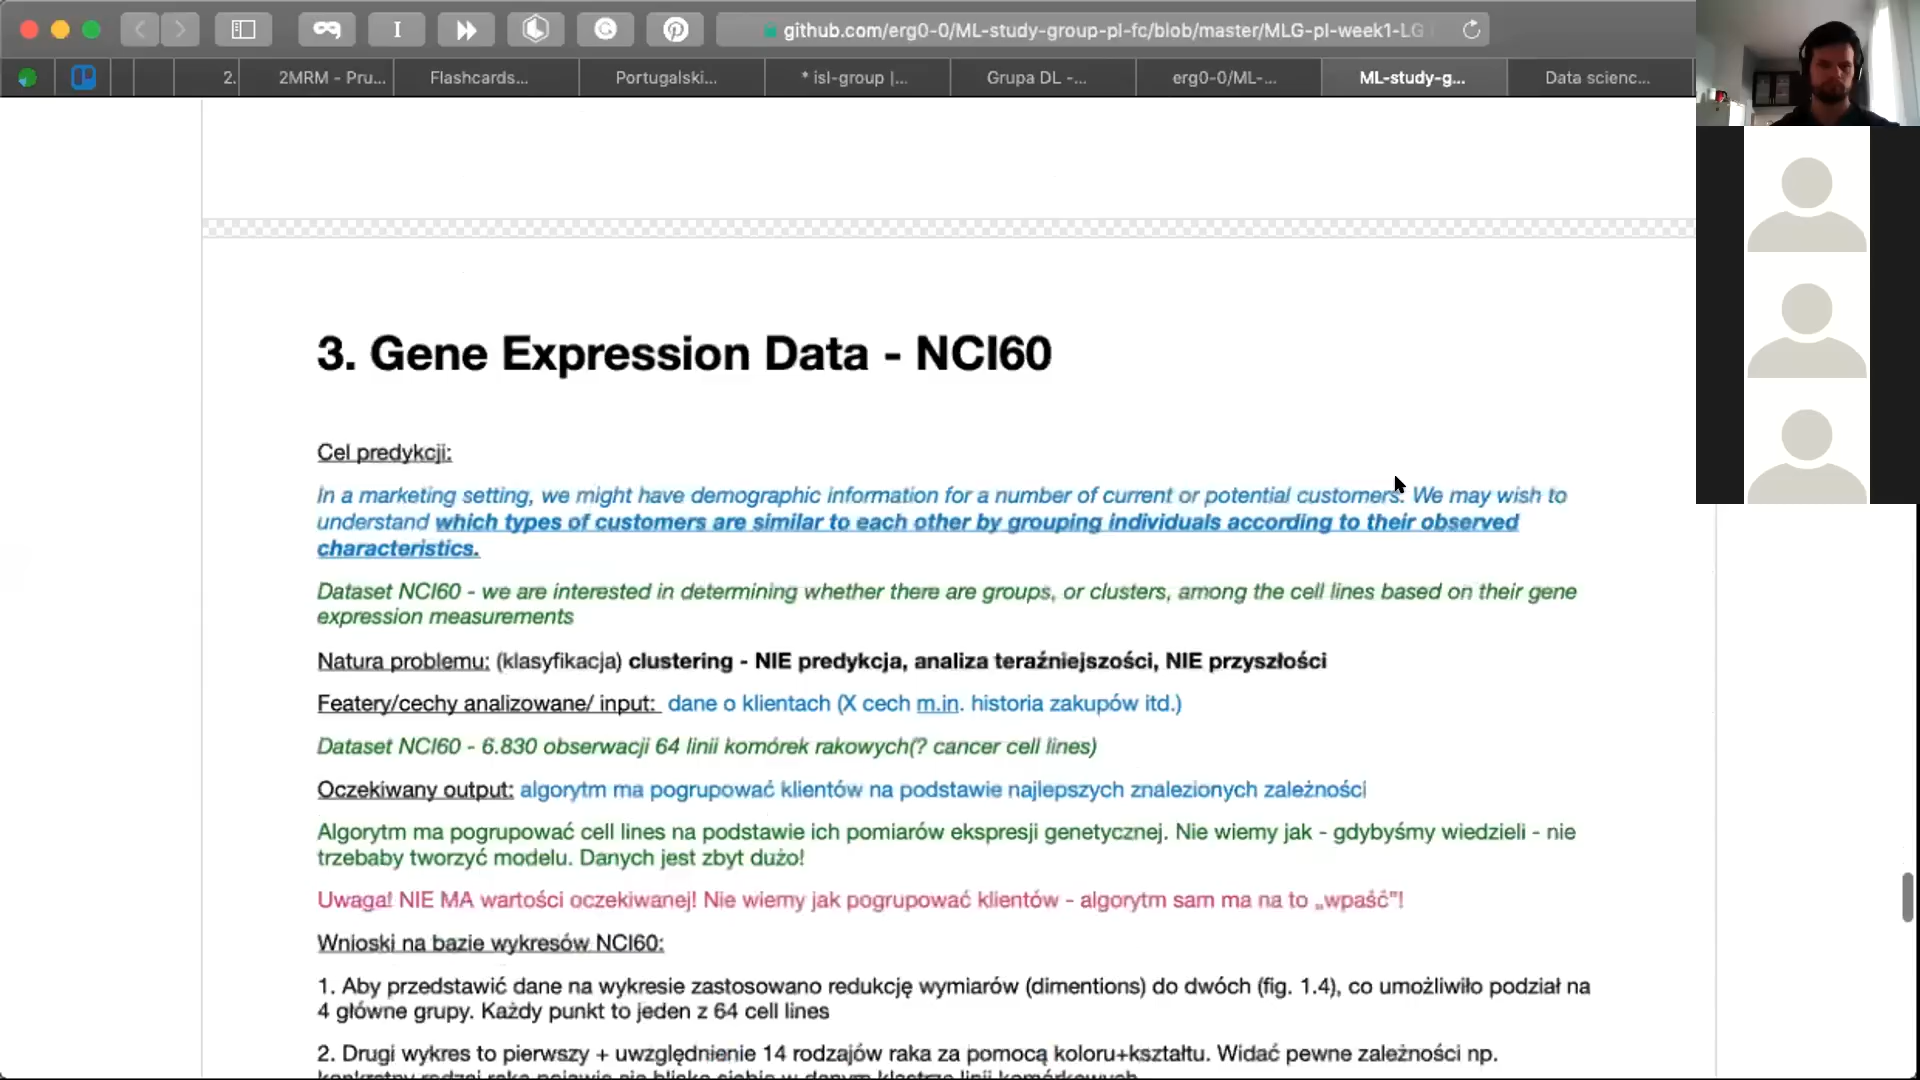 github.com/erg0-0/ML-study-group-pl-fc/blob/master/MLG-pl-week1-LG
2.
2MRM - Pru...
Flashcards...
Portugalski...
* isl-group |...
Grupa DL -...
erg0-0/ML-...
ML-study-g...
Data scienc...
3. Gene Expression Data - NCI60
Cel predykcji:
In a marketing setting, we might have demographic information for a number of current or potential customers. We may wish to
understand which types of customers are similar to each other by grouping individuals according to their observed
characteristics.
Dataset NCI60 - we are interested in determining whether there are groups, or clusters, among the cell lines based on their gene
expression measurements
Natura problemu: (klasyfikacja) clustering - NIE predykcja, analiza teraźniejszości, NIE przyszłości
Featery/cechy analizowane/ input: dane o klientach (X cech m.in. historia zakupów itd.)
Dataset NCI60 - 6.830 obserwacji 64 linii komórek rakowych(? cancer cell lines)
Oczekiwany output: algorytm ma pogrupować klientów na podstawie najlepszych znalezionych zależności
Algorytm ma pogrupować cell lines na podstawie ich pomiarów ekspresji genetycznej. Nie wiemy jak - gdybyśmy wiedzieli - nie
trzebaby tworzyć modelu. Danych jest zbyt dużo!
Uwaga! NIE MA wartości oczekiwanej! Nie wiemy jak pogrupować klientów - algorytm sam ma na to „wpaść"!
Wnioski na bazie wykresów NCI60:
1. Aby przedstawić dane na wykresie zastosowano redukcję wymiarów (dimentions) do dwóch (fig. 1.4), co umożliwiło podział na
4 główne grupy. Każdy punkt to jeden z 64 cell lines
2. Drugi wykres to pierwszy + uwzględnienie 14 rodzajów raka za pomocą koloru+kształtu. Widać pewne zależności np.